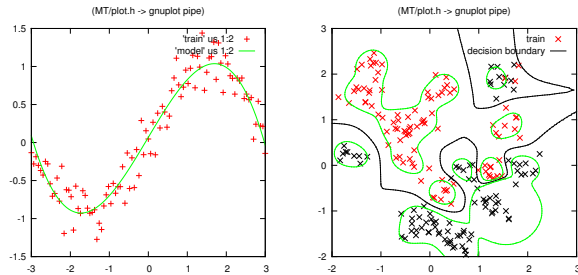 (MT/plot.h -> gnuplot pipe)
'train' us 1:2
'model' us 1:2
1.5
1
0.5
0
-0.5
-1
-1.5
-3 -2 -1 0 1 2 3
(MT/plot.h -> gnuplot pipe)
train
decision boundary
3
2
1
0
-1
-2
-2 -1 0 1 2 3